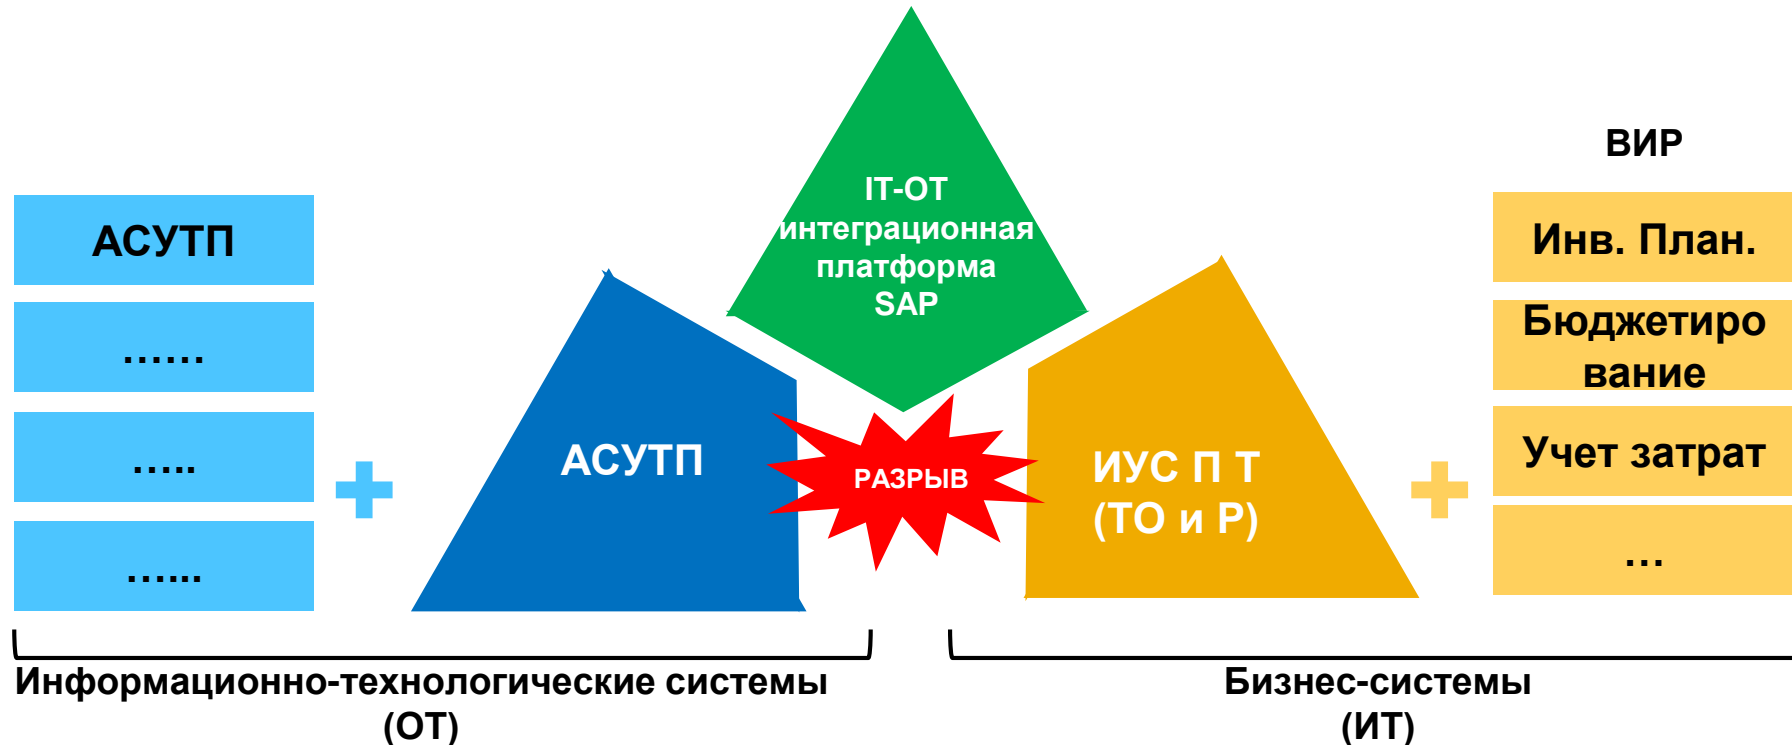 IT-OT
интеграционная
платформа
SAP
ВИР
АСУТП
……
…..
…...
АСУТП
РАЗРЫВ
ИУС П Т
(ТО и Р)
Инв. План.
Бюджетиро
вание
Учет затрат
…
Информационно-технологические системы
(ОТ)
Бизнес-системы
(ИТ)